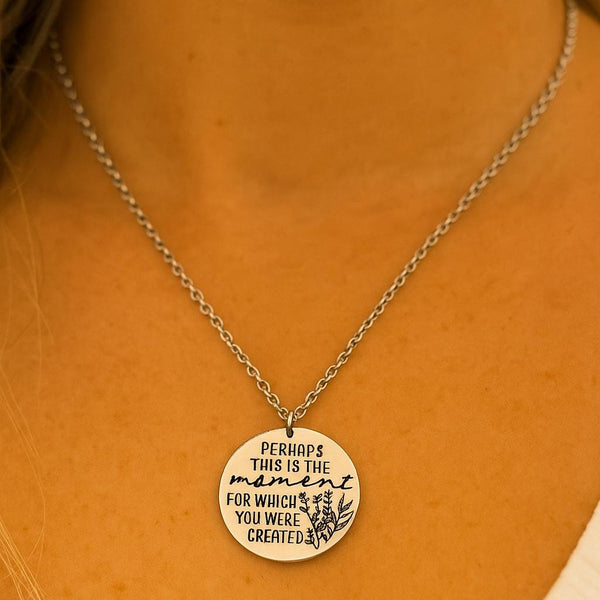 PERHAPS
THIS IS THE
moment
FOR WHICH
YOU WERE
CREATED